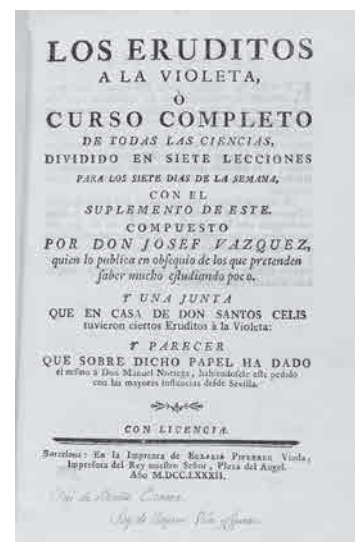 LOS ERUDITOS
A LA VIOLETA,
Ò
CURSO COMPLETO
DE TODAS LAS CIENCIAS,
DIVIDIDO EN SIETE LECCIONES
PARA LOS SIETE DIAS DE LA SEMANA,
CON EL
SUPLEMENTO DE ESTE.
COMPUESTO
POR DON JOSEF VAZQUEZ,
quien lo publica en obsequio de los que pretenden
saber mucho estudiando poco.
Y UNA JUNTA
QUE EN CASA DE DON SANTOS CELIS
tuvieron ciertos Eruditos à la Violeta:
Y PARECER
QUE SOBRE DICHO PAPEL HA DADO
el mismo à Don Manuel Noriega, habiendosele este pedido
con las mayores instancias desde Sevilla.
CON LICENCIA.
Barcelona: En la Imprenta de EULALIA PIFERRER Viuda,
Impresora del Rey nuestro Señor, Plaza del Angel.
Año M.DCC.LXXXII.